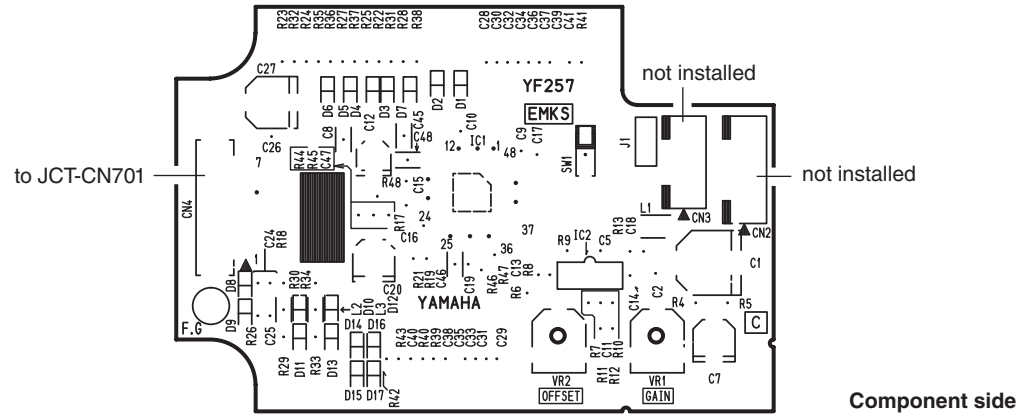 R23 R32 R24 R35 R36 R27 R37 R25 R22 R31 R28 R38
C28 C30 C32 C34 C36 C37 C39 C41 R41
C27
D6 D5 D4 D3 D7 D2 D1
YF257
EMKS
not installed
C8 C12 C45 C48
C10
IC1
12 1 48
C9 C17
SW1
J1
C26
7
R44 R45 C47
to JCT-CN701
CN4
R48
C15
not installed
R17
24
37
L1
CN3
CN2
C24 R18
C16
25
36
R9
IC2
C5
R13 C18
1
C20
R21 R19 C46 C19 R46 R47 C13 R8
R6
C1
D8
R30 R34
YAMAHA
C14 C2
R4
R5
F.G
D9
R26
C25
L2 D10 L3 D12
C
D14 D16
R43 C40 R40 R39 C38 C35 C33 C31 C29
R7 C11 R10
R29 D11 R33 D13
R11 R12
C7
D15 D17
R42
VR2
OFFSET
VR1
GAIN
Component side